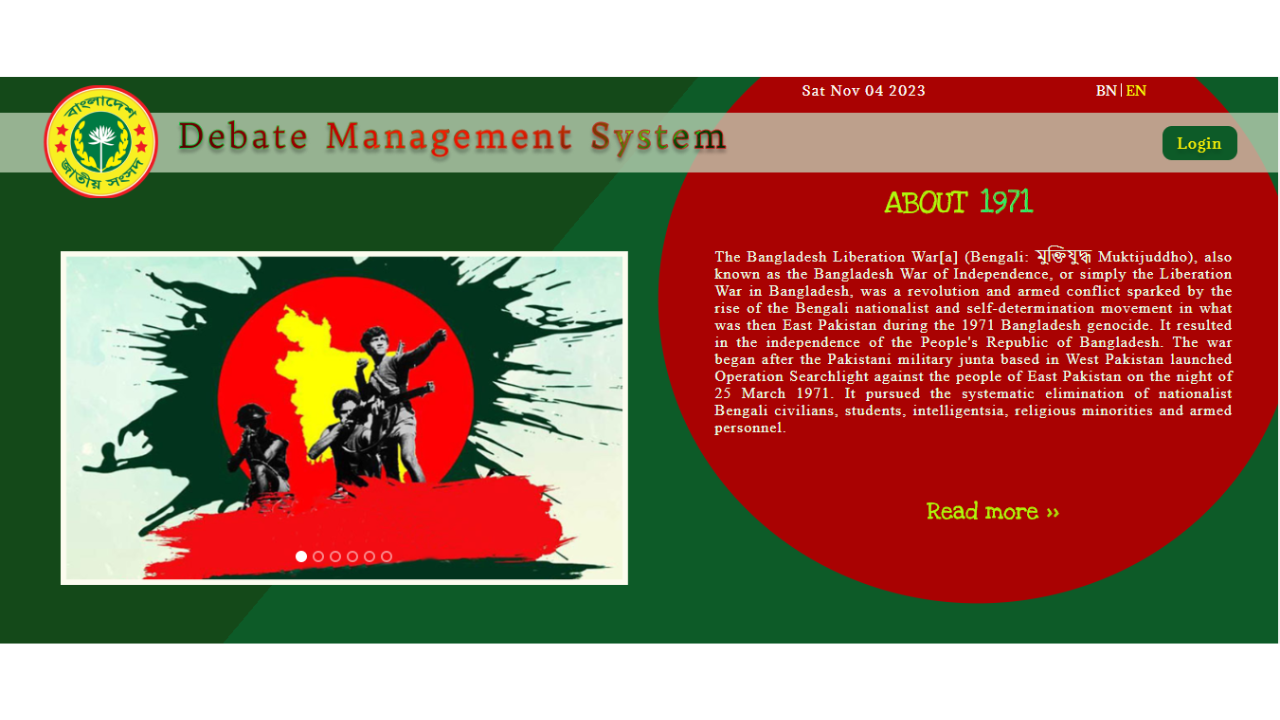 Sat Nov 04 2023
BN|EN
বাংলাদেশ
জাতীয় সংসদ
Debate Management System
Login
ABOUT 1971
The Bangladesh Liberation War[a] (Bengali: মুক্তিযুদ্ধ Muktijuddho), also
known as the Bangladesh War of Independence, or simply the Liberation
War in Bangladesh, was a revolution and armed conflict sparked by the
rise of the Bengali nationalist and self-determination movement in what
was then East Pakistan during the 1971 Bangladesh genocide. It resulted
in the independence of the People's Republic of Bangladesh. The war
began after the Pakistani military junta based in West Pakistan launched
Operation Searchlight against the people of East Pakistan on the night of
25 March 1971. It pursued the systematic elimination of nationalist
Bengali civilians, students, intelligentsia, religious minorities and armed
personnel.
Read more ››